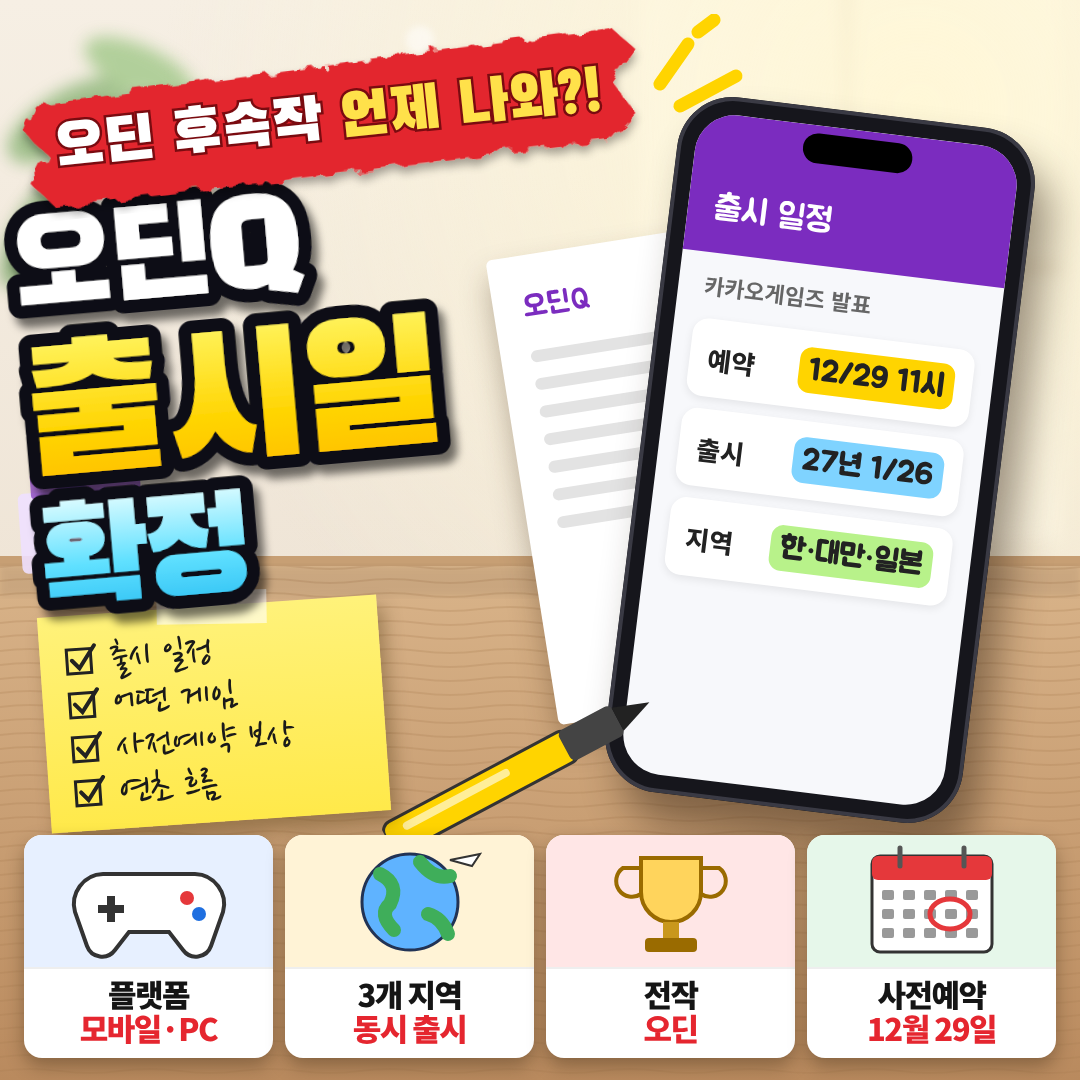 오딘 후속작 언제 나와?!
오딘Q
출시일
확정
오딘Q
출시 일정
카카오게임즈 발표
예약 12/29 11시
출시 27년 1/26
지역 한·대만·일본
출시 일정
어떤 게임
사전예약 보상
연초 흐름
플랫폼
모바일·PC
3개 지역
동시 출시
전작
오딘
사전예약
12월 29일